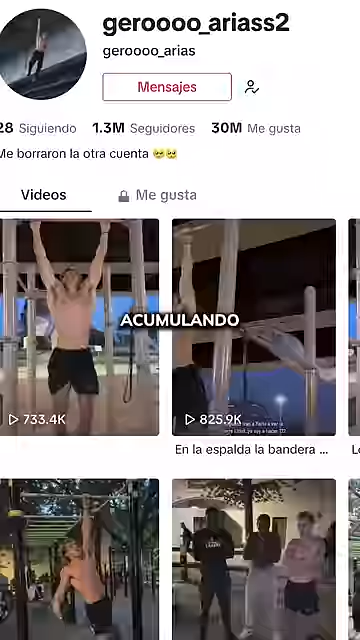 geroooo_ariass2
geroooo_arias
Mensajes
28 Siguiendo 1.3M Seguidores 30M Me gusta
Me borraron la otra cuenta 🥺🥺
Videos Me gusta
ACUMULANDO
733.4K
825.9K
En la espalda la bandera ...